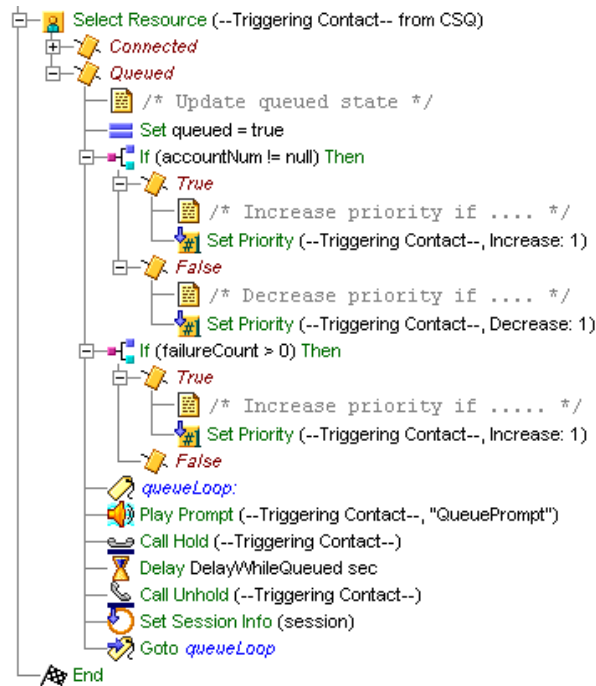 Select Resource (--Triggering Contact-- from CSQ)
Connected
Queued
/* Update queued state */
Set queued = true
If (accountNum != null) Then
True
/* Increase priority if .... */
Set Priority (--Triggering Contact--, Increase: 1)
False
/* Decrease priority if .... */
Set Priority (--Triggering Contact--, Decrease: 1)
If (failureCount > 0) Then
True
/* Increase priority if ..... */
Set Priority (--Triggering Contact--, Increase: 1)
False
queueLoop:
Play Prompt (--Triggering Contact--, "QueuePrompt")
Call Hold (--Triggering Contact--)
Delay DelayWhileQueued sec
Call Unhold (--Triggering Contact--)
Set Session Info (session)
Goto queueLoop
End